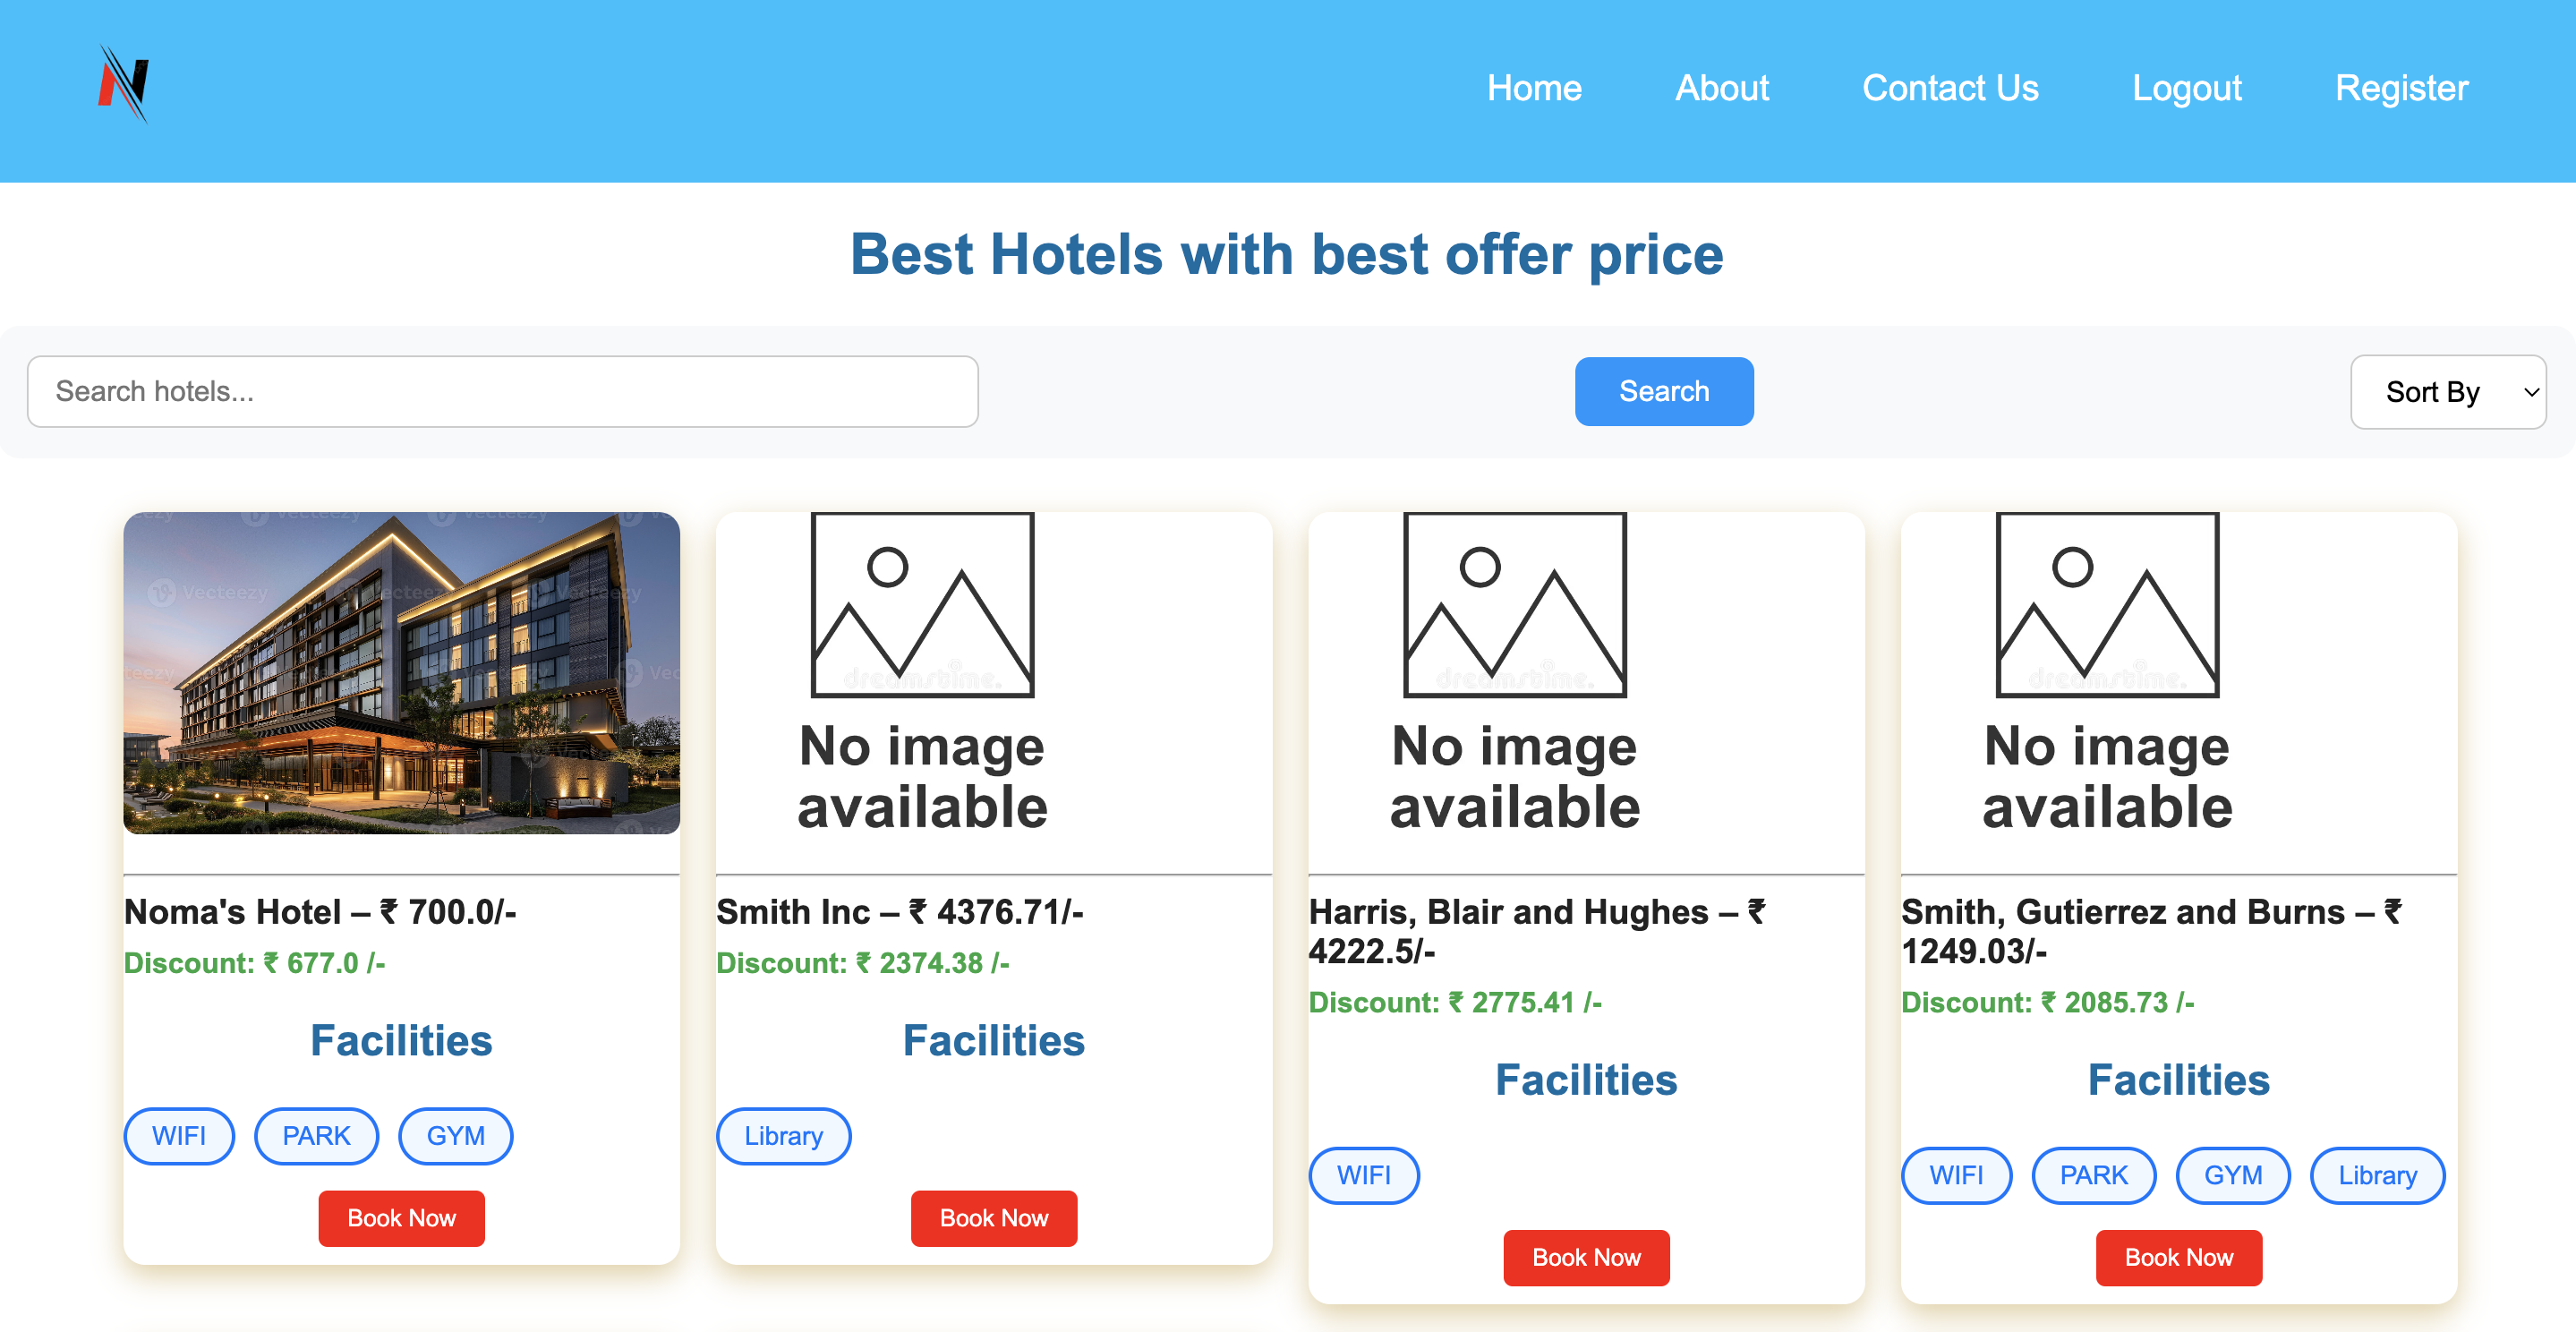 N
Home About Contact Us Logout Register
Best Hotels with best offer price
Search hotels...
Search
Sort By
Vecteezy
dreamstime.
No image
available
dreamstime.
No image
available
dreamstime.
No image
available
Noma's Hotel – ₹ 700.0/-
Discount: ₹ 677.0 /-
Facilities
WIFI PARK GYM
Book Now
Smith Inc – ₹ 4376.71/-
Discount: ₹ 2374.38 /-
Facilities
Library
Book Now
Harris, Blair and Hughes – ₹
4222.5/-
Discount: ₹ 2775.41 /-
Facilities
WIFI
Book Now
Smith, Gutierrez and Burns – ₹
1249.03/-
Discount: ₹ 2085.73 /-
Facilities
WIFI PARK GYM Library
Book Now